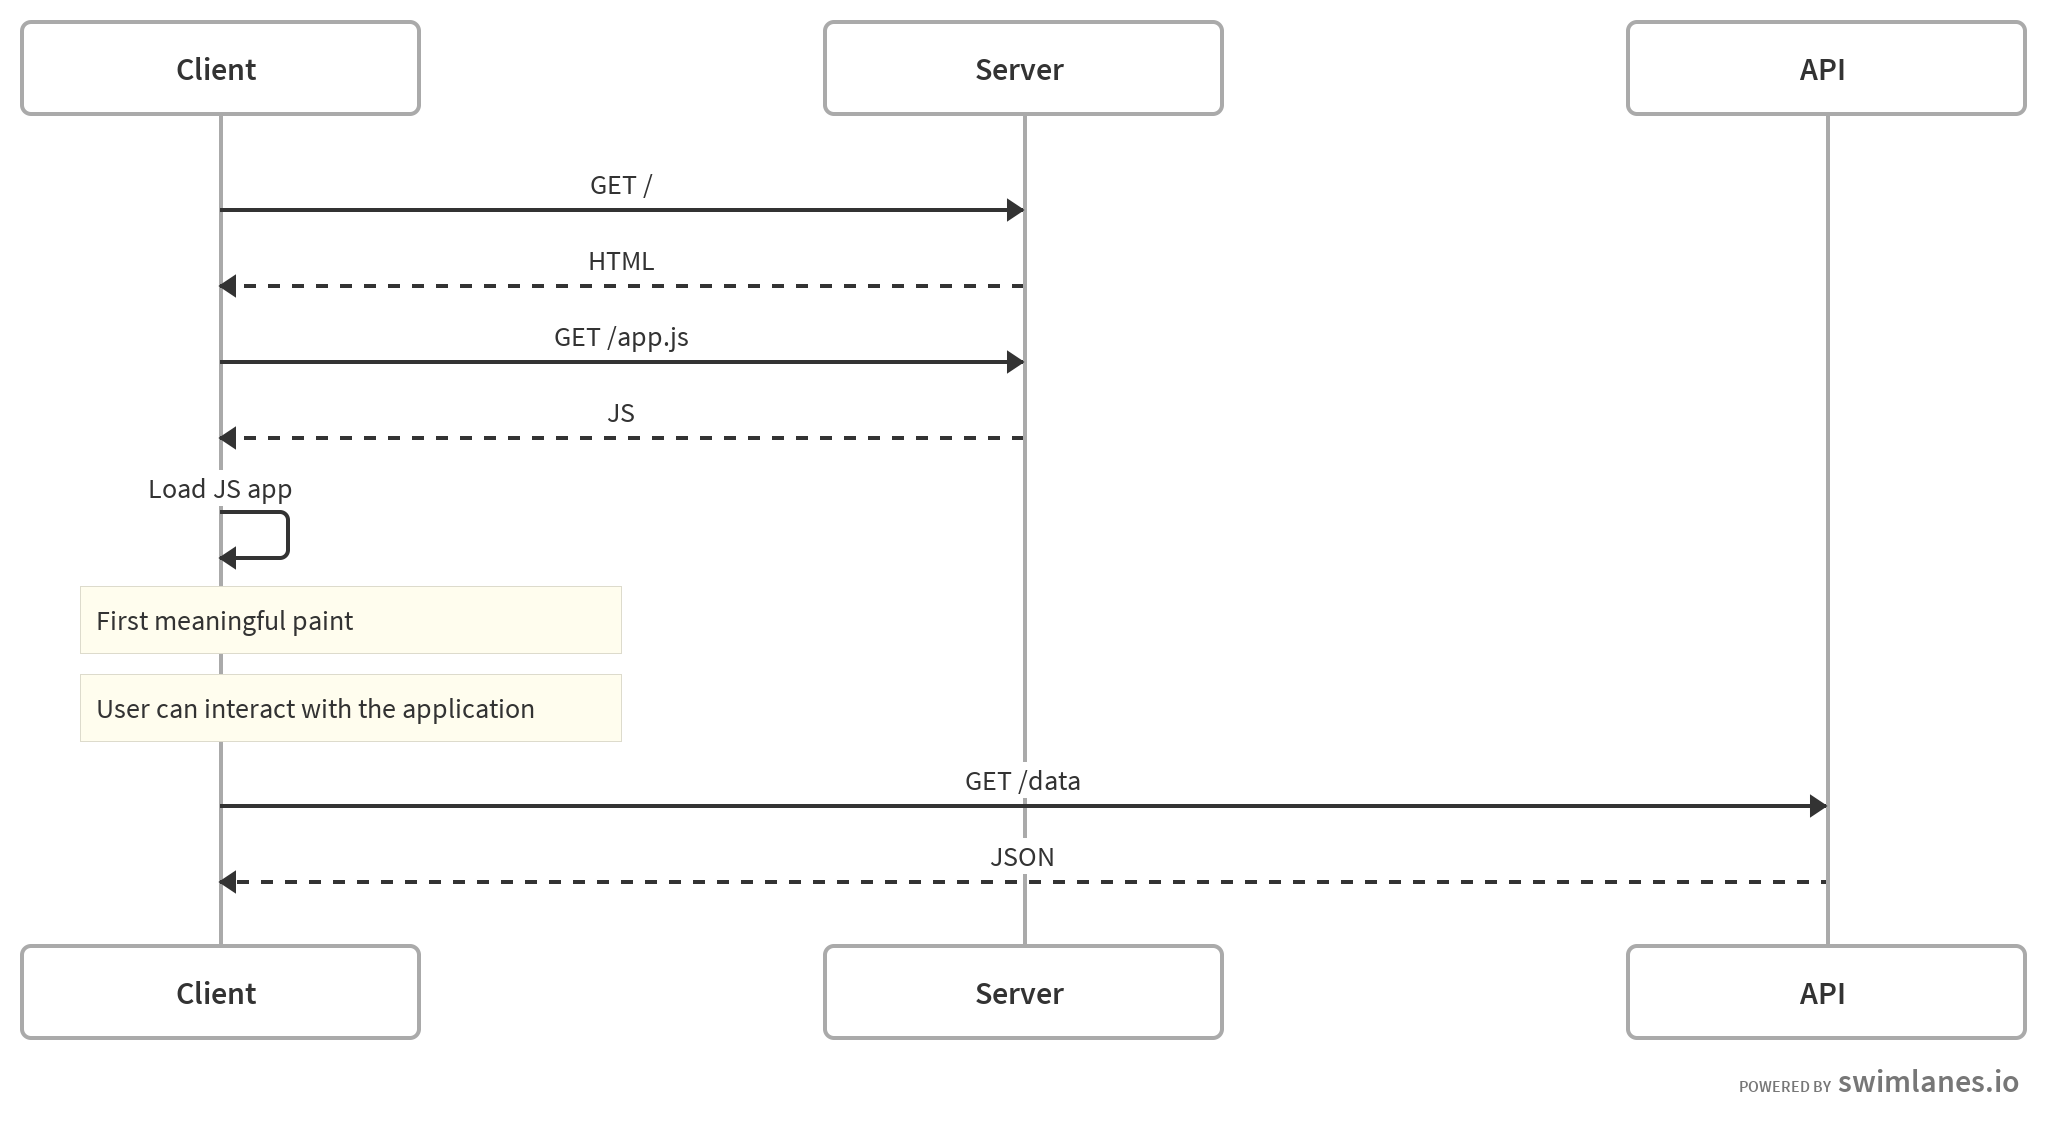 Client
Server
API
GET /
HTML
GET /app.js
JS
Load JS app
First meaningful paint
User can interact with the application
GET /data
JSON
Client
Server
API
POWERED BY swimlanes.io